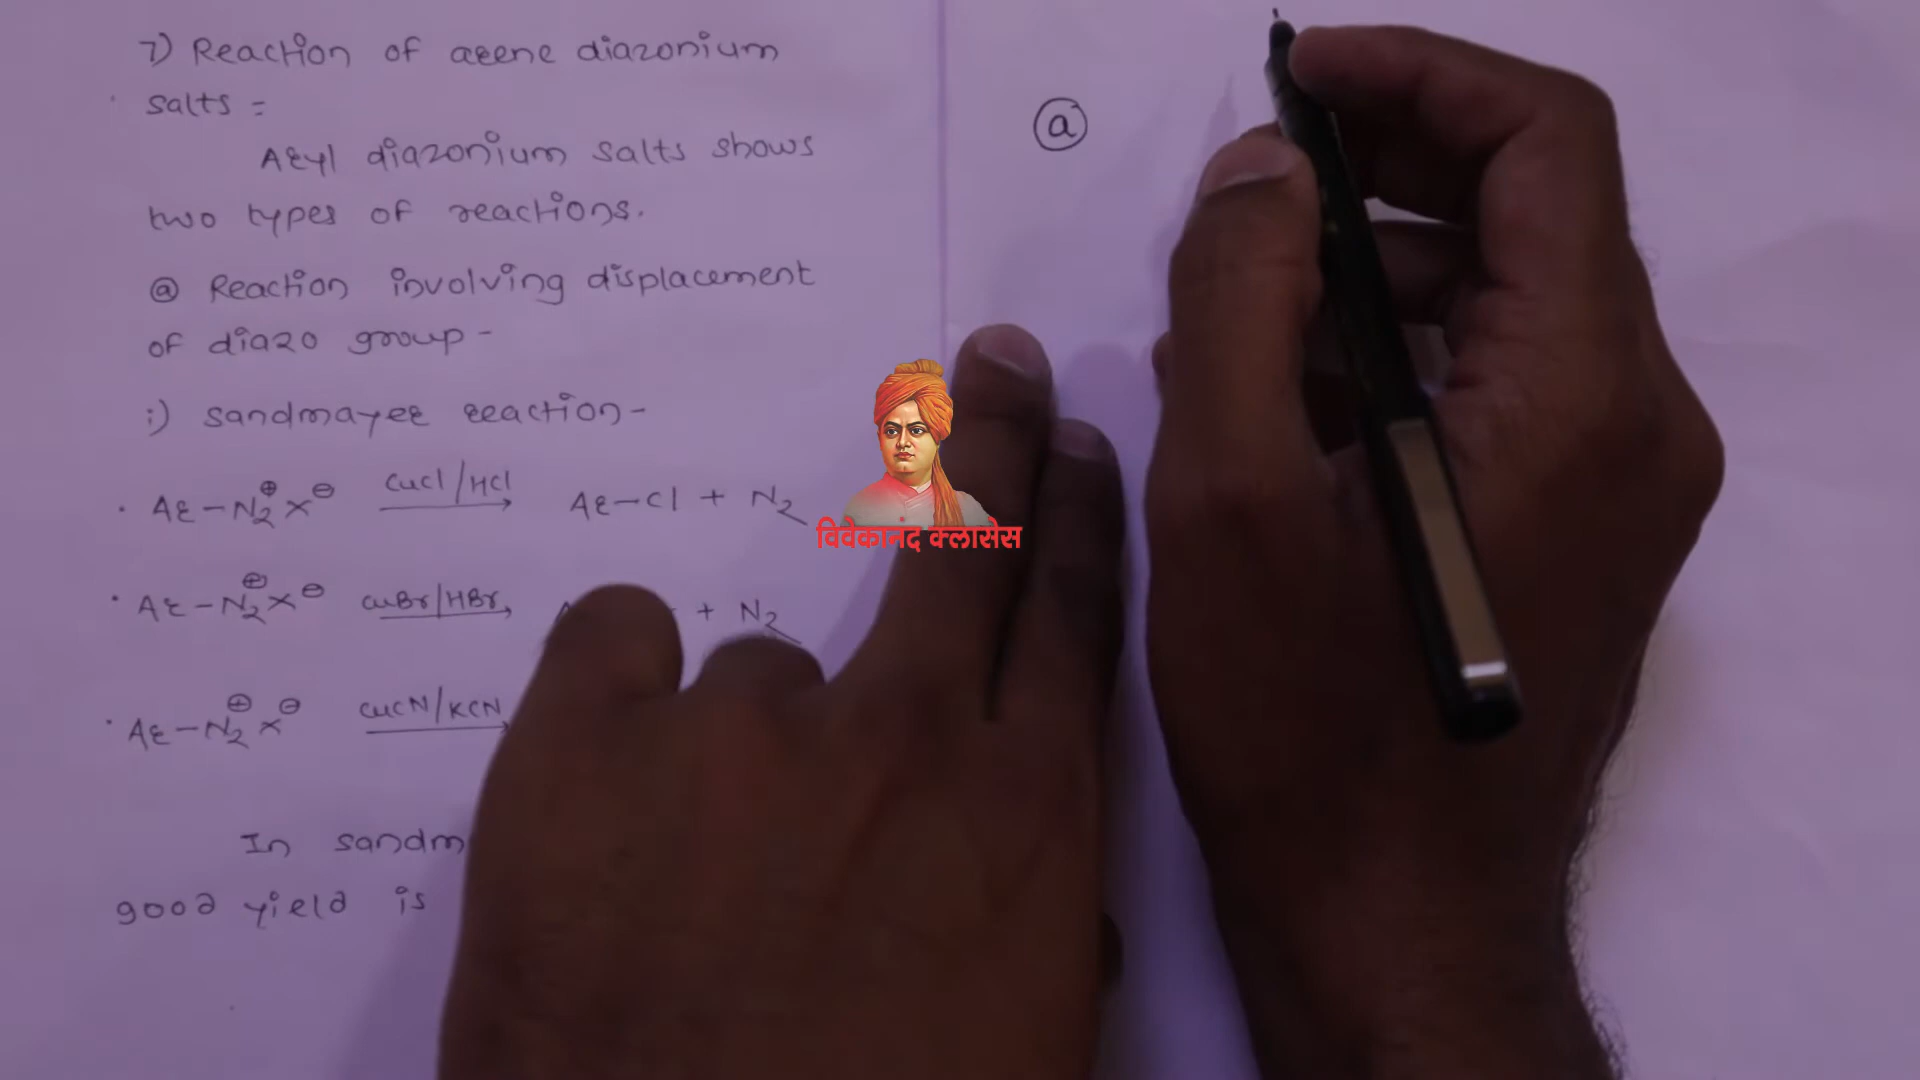 7) Reaction of arene diazonium
salts =
Aryl diazonium salts shows
two types of reactions.
ⓐ Reaction involving displacement
of diazo group -
i) sandmayer reaction -
· Ar-N₂⊕X⊖ CuCl/HCl → Ar-Cl + N₂
· Ar-N₂⊕X⊖ CuBr/HBr → + N₂
· Ar-N₂⊕X⊖ CuCN/KCN →
In
good yield is
ⓐ
विवेकानंद क्लासेस